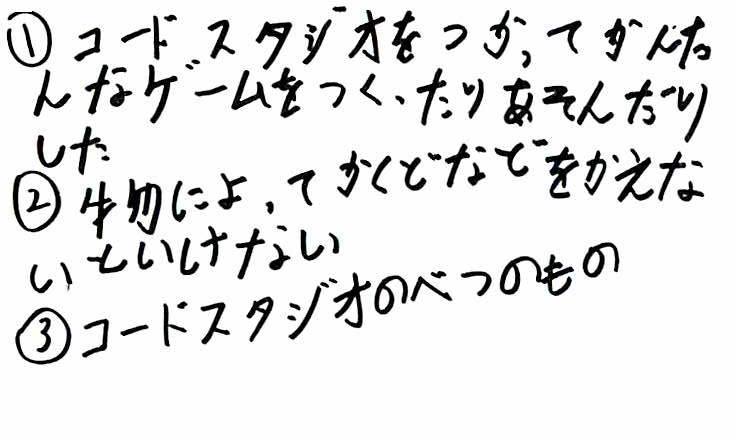 ① コードスタジオをつかってかんた
んなゲームをつくったりあそんだり
した
② 物によってかくどなどをかえな
いといけない
③ コードスタジオのべつのもの